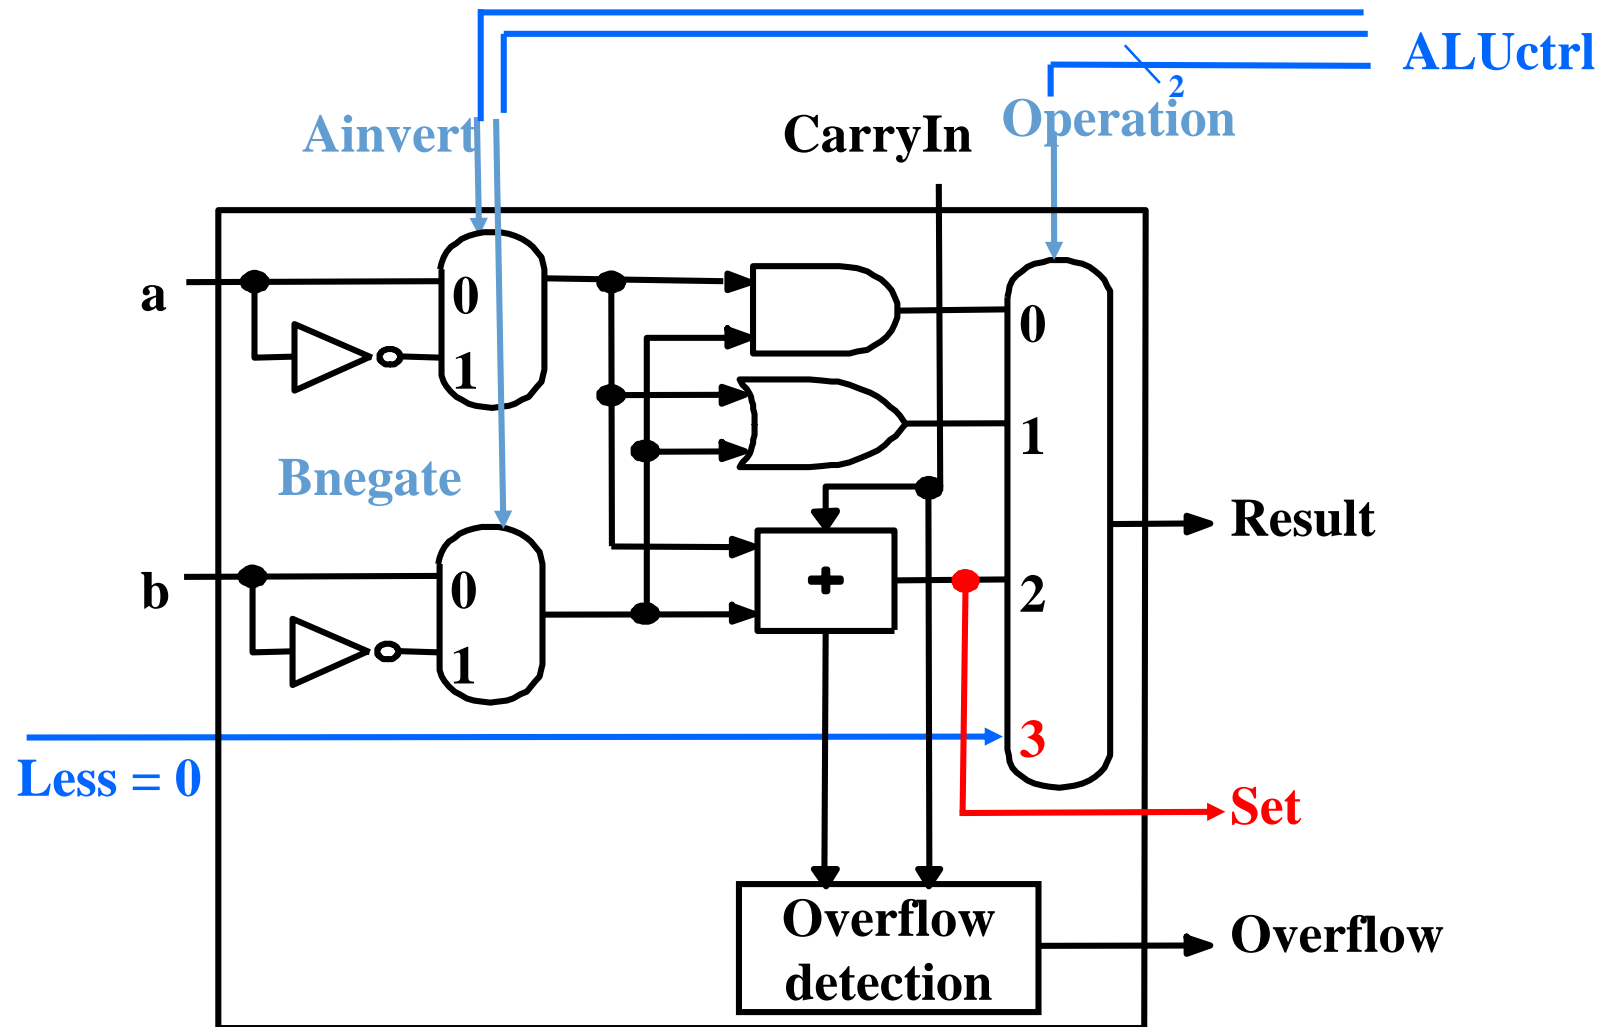 ALUctrl
2
Operation
Ainvert
CarryIn
a
0
1
0
1
Bnegate
Result
b
0
1
+
2
3
Less = 0
Set
Overflow
detection
Overflow